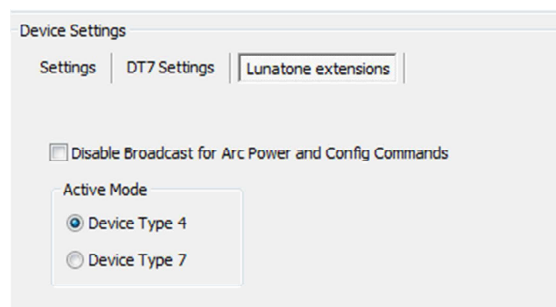 Device Settings
Settings DT7 Settings Lunatone extensions
Disable Broadcast for Arc Power and Config Commands
Active Mode
Device Type 4
Device Type 7